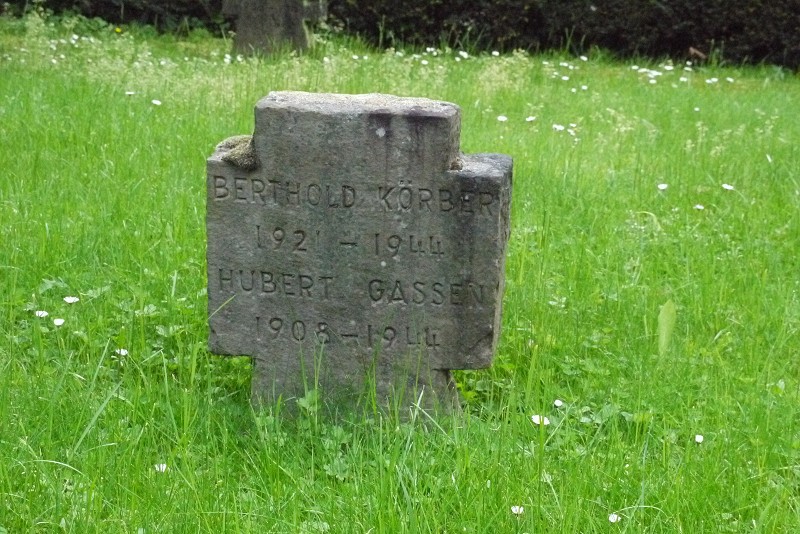 BERTHOLD KÖRBER
1921 – 1944
HUBERT GASSEN
1908 – 1944